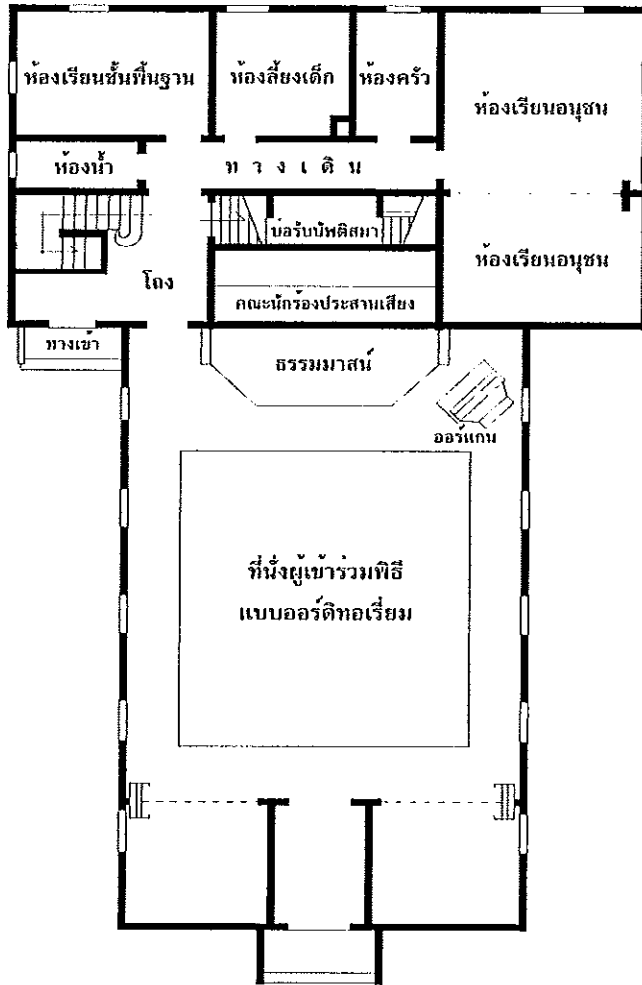 ห้องเรียนชั้นพื้นฐาน
ห้องลี้ยงเด็ก
ห้องครัว
ห้องเรียนอนุชน
ห้องน้ำ
ทางเดิน
บ่อรับบัพติสมา
ห้องเรียนอนุชน
โถง
คณะนักร้องประสานเสียง
ทางเข้า
ธรรมมาสน์
ออร์แกน
ที่นั่งผู้เข้าร่วมพิธี
แบบออร์ดิทอเรี่ยม